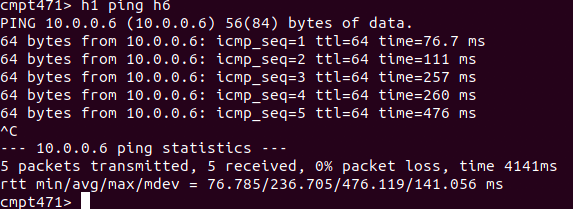 cmpt471> h1 ping h6
PING 10.0.0.6 (10.0.0.6) 56(84) bytes of data.
64 bytes from 10.0.0.6: icmp_seq=1 ttl=64 time=76.7 ms
64 bytes from 10.0.0.6: icmp_seq=2 ttl=64 time=111 ms
64 bytes from 10.0.0.6: icmp_seq=3 ttl=64 time=257 ms
64 bytes from 10.0.0.6: icmp_seq=4 ttl=64 time=260 ms
64 bytes from 10.0.0.6: icmp_seq=5 ttl=64 time=476 ms
^C
--- 10.0.0.6 ping statistics ---
5 packets transmitted, 5 received, 0% packet loss, time 4141ms
rtt min/avg/max/mdev = 76.785/236.705/476.119/141.056 ms
cmpt471>